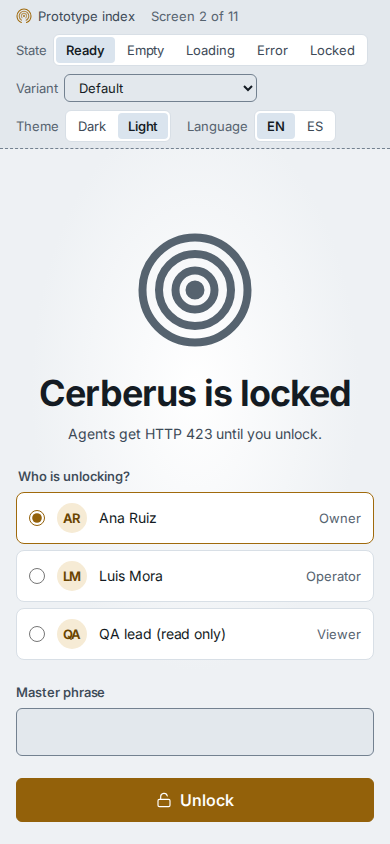 Prototype index Screen 2 of 11
State Ready Empty Loading Error Locked
Variant Default
Theme Dark Light Language EN ES
Cerberus is locked
Agents get HTTP 423 until you unlock.
Who is unlocking?
AR Ana Ruiz Owner
LM Luis Mora Operator
QA QA lead (read only) Viewer
Master phrase
Unlock